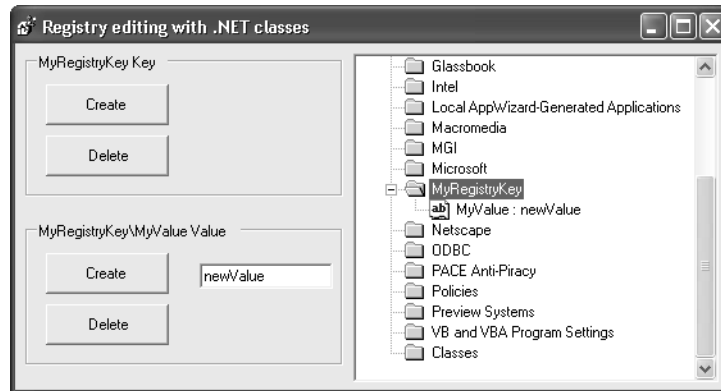 Registry editing with .NET classes
MyRegistryKey Key
Create
Delete
MyRegistryKey\MyValue Value
Create
newValue
Delete
Glassbook
Intel
Local AppWizard-Generated Applications
Macromedia
MGI
Microsoft
MyRegistryKey
ab MyValue : newValue
Netscape
ODBC
PACE Anti-Piracy
Policies
Preview Systems
VB and VBA Program Settings
Classes